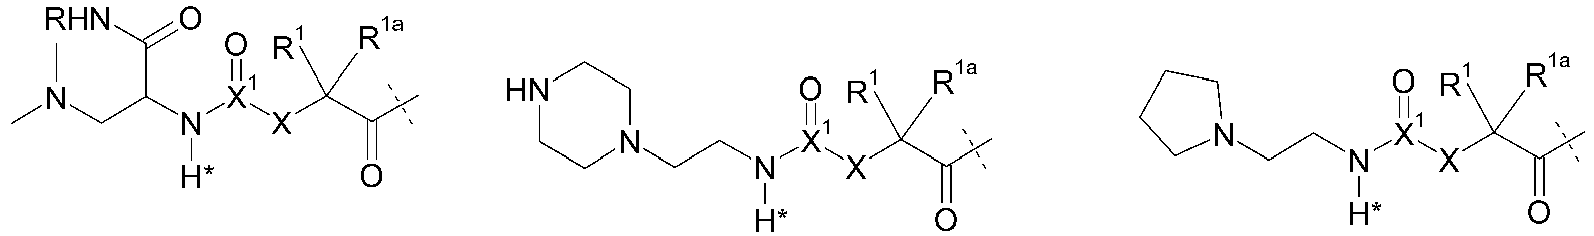 RHN O O R1 R1a
N N X1 X
H* O
HN N N O X1 X R1 R1a
H* O
N N O X1 X R1 R1a
H* O